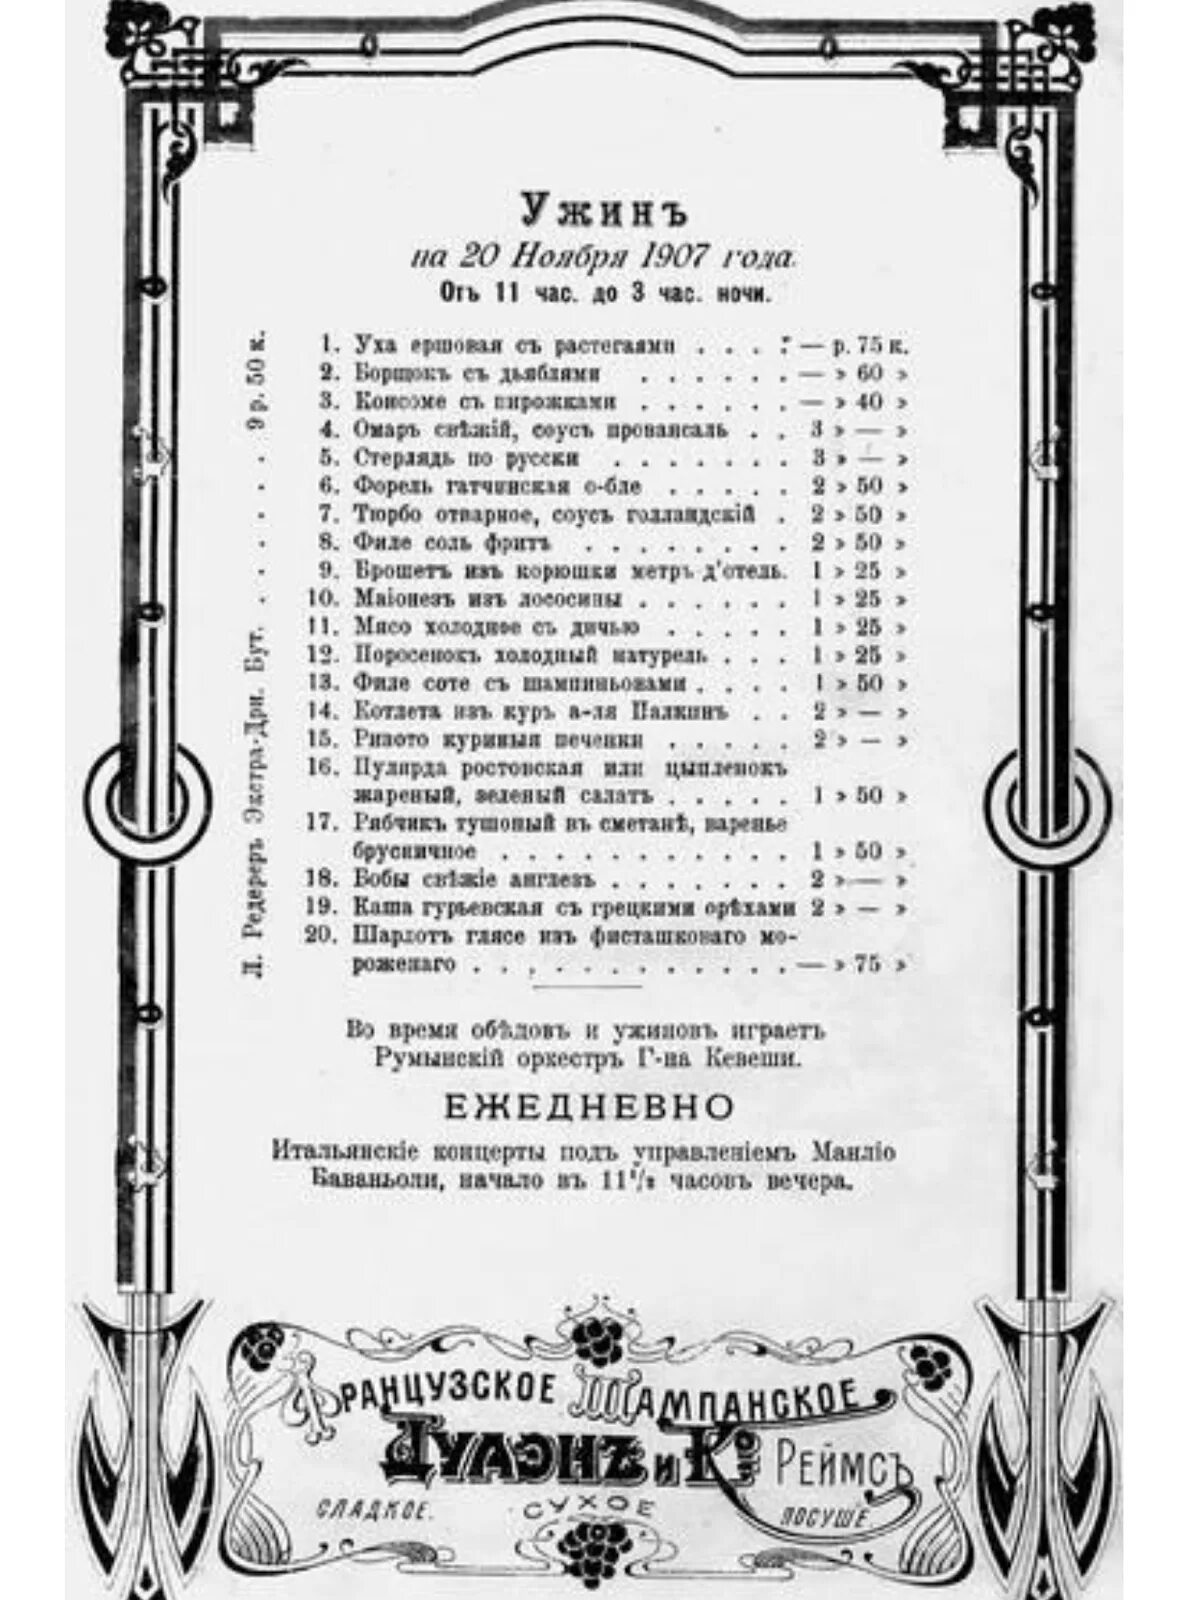 Ужинъ
на 20 Ноября 1907 года.
Отъ 11 час. до 3 час. ночи.
1. Уха ершовая съ растегаями . . . . — р. 75 к.
2. Борщокъ съ дьяблями . . . . . . — » 60 »
3. Консоме съ пирожками . . . . . . — » 40 »
4. Омаръ свѣжій, соусъ провансаль . . 3 » — »
5. Стерлядь по русски . . . . . . . 3 » — »
6. Форель гатчинская о-бле . . . . . 2 » 50 »
7. Тюрбо отварное, соусъ голландскій . 2 » 50 »
8. Филе соль фритъ . . . . . . . . 2 » 50 »
9. Брошетъ изъ корюшки метръ д'отель. 1 » 25 »
10. Маіонезъ изъ лососины . . . . . . 1 » 25 »
11. Мясо холодное съ дичью . . . . . 1 » 25 »
12. Поросенокъ холодный натурель . . . 1 » 25 »
13. Филе соте съ шампиньонами . . . . 1 » 50 »
14. Котлета изъ куръ а-ля Палкинъ . . 2 » — »
15. Ризото куриныя печенки . . . . . 2 » — »
16. Пулярда ростовская или цыпленокъ
жареный, зеленый салатъ . . . . . 1 » 50 »
17. Рябчикъ тушоный въ сметанѣ, варенье
брусничное . . . . . . . . . . . 1 » 50 »
18. Бобы свѣжіе англезъ . . . . . . . 2 » — »
19. Каша гурьевская съ грецкими орѣхами 2 » — »
20. Шарлотъ глясе изъ фисташковаго мо-
роженаго . . . . . . . . . . . . — » 75 »
Л. Редереръ Экстра-Дри. Бут. . . . . . . 9 р. 50 к.
Во время обѣдовъ и ужиновъ играетъ
Румынскій оркестръ Г-на Кевеши.
ЕЖЕДНЕВНО
Итальянскіе концерты подъ управленіемъ Манліо
Баваньоли, начало въ 11 1/2 часовъ вечера.
ФРАНЦУЗСКОЕ ШАМПАНСКОЕ
ДУАЭНЪ и Ко РЕЙМСЪ
СЛАДКОЕ. СУХОЕ ПОСУШЕ.